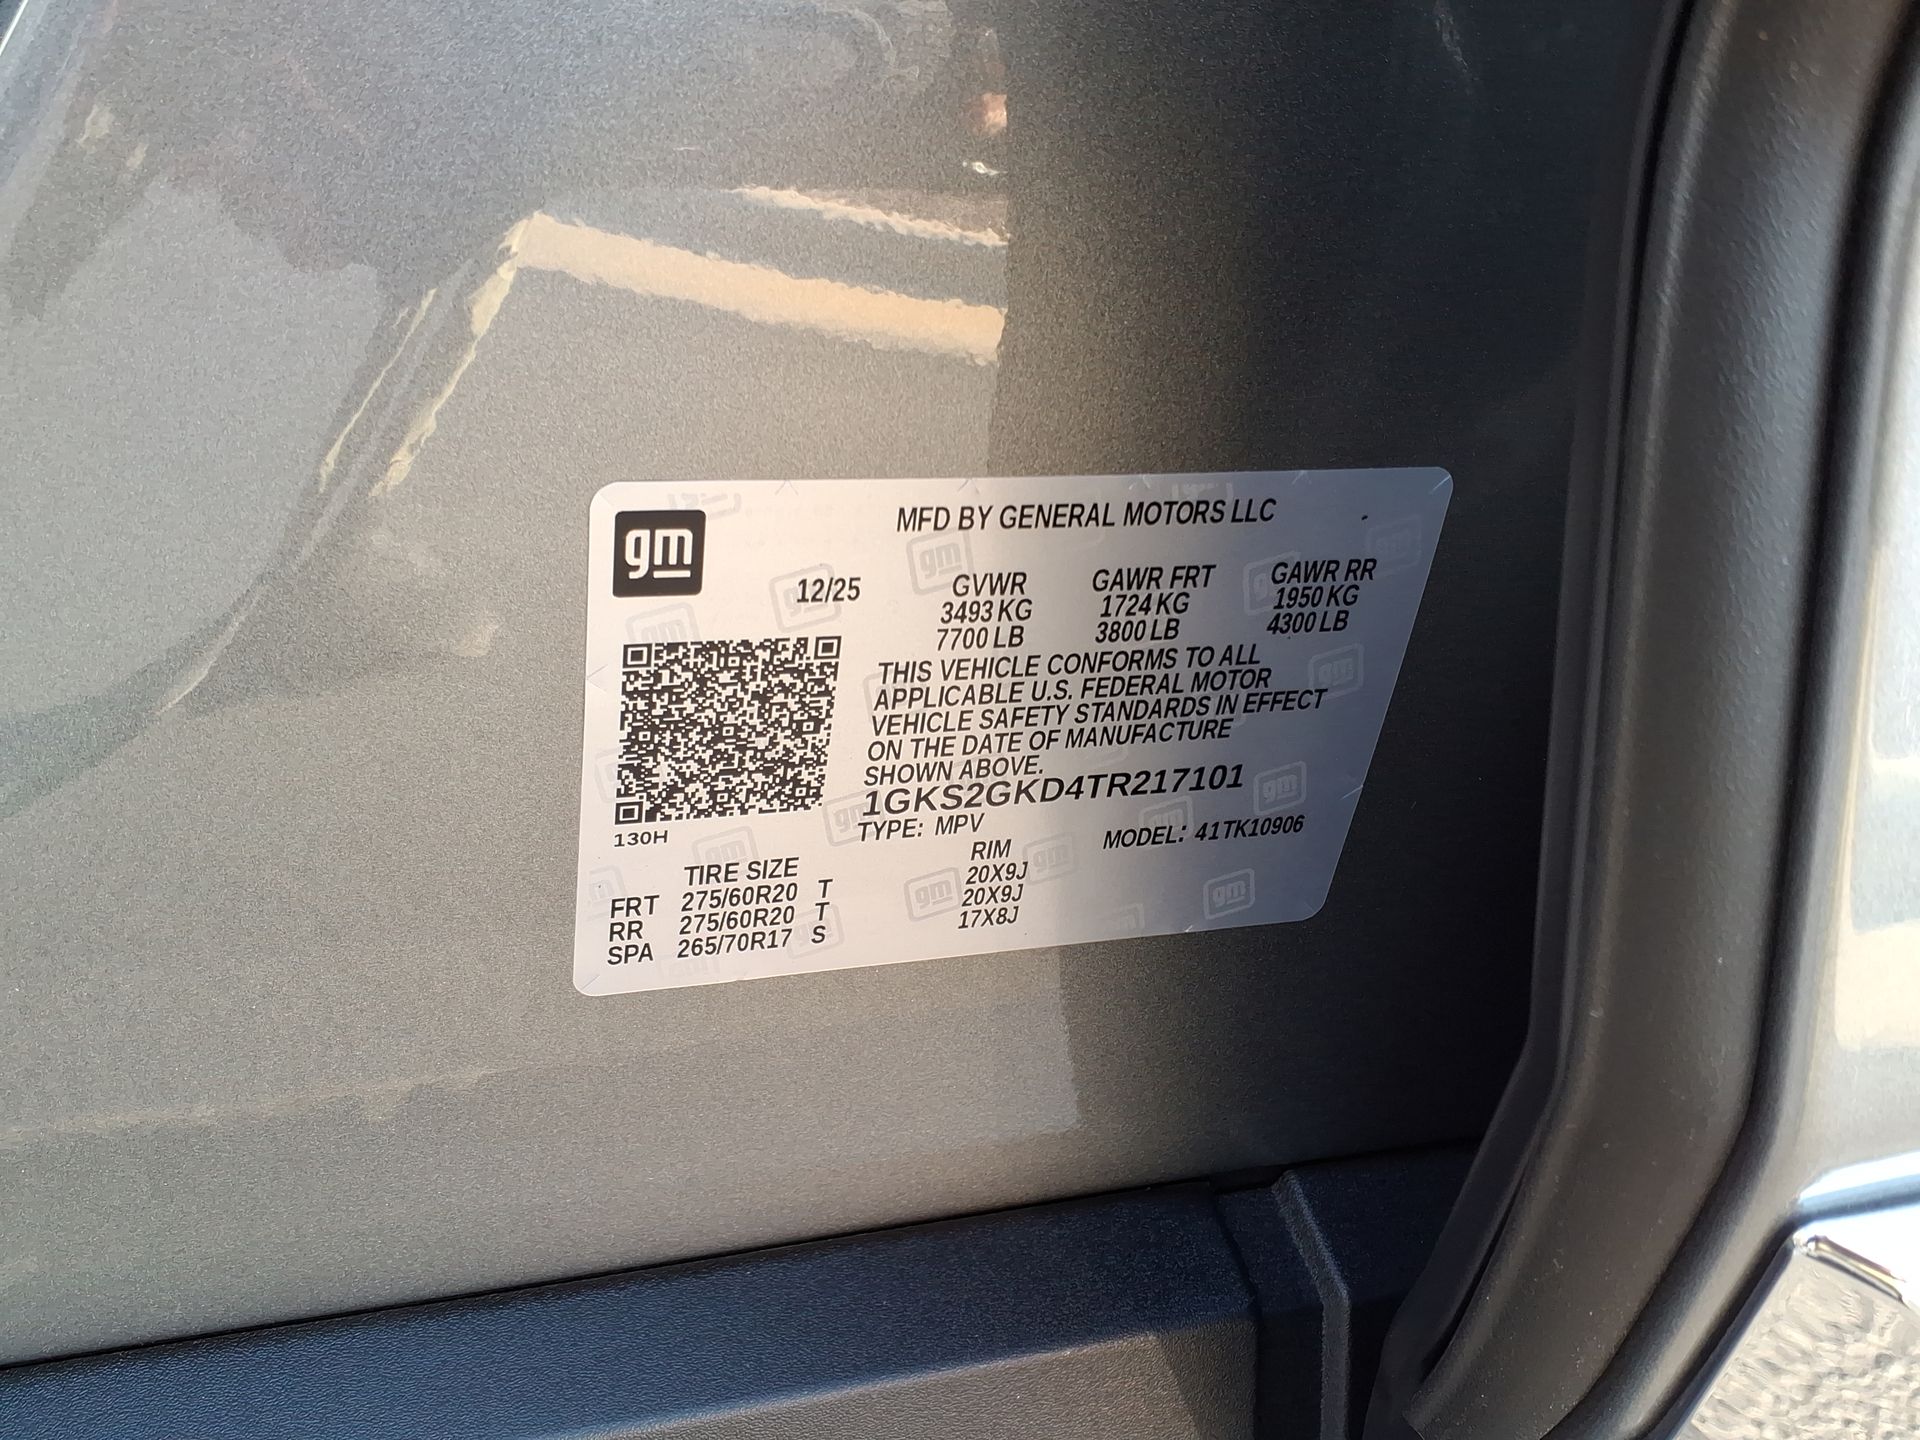 gm
MFD BY GENERAL MOTORS LLC
12/25 GVWR GAWR FRT GAWR RR
3493 KG 1724 KG 1950 KG
7700 LB 3800 LB 4300 LB
THIS VEHICLE CONFORMS TO ALL
APPLICABLE U.S. FEDERAL MOTOR
VEHICLE SAFETY STANDARDS IN EFFECT
ON THE DATE OF MANUFACTURE
SHOWN ABOVE.
1GKS2GKD4TR217101
130H
TYPE: MPV MODEL: 41TK10906
TIRE SIZE RIM
FRT 275/60R20 T 20X9J
RR 275/60R20 T 20X9J
SPA 265/70R17 S 17X8J